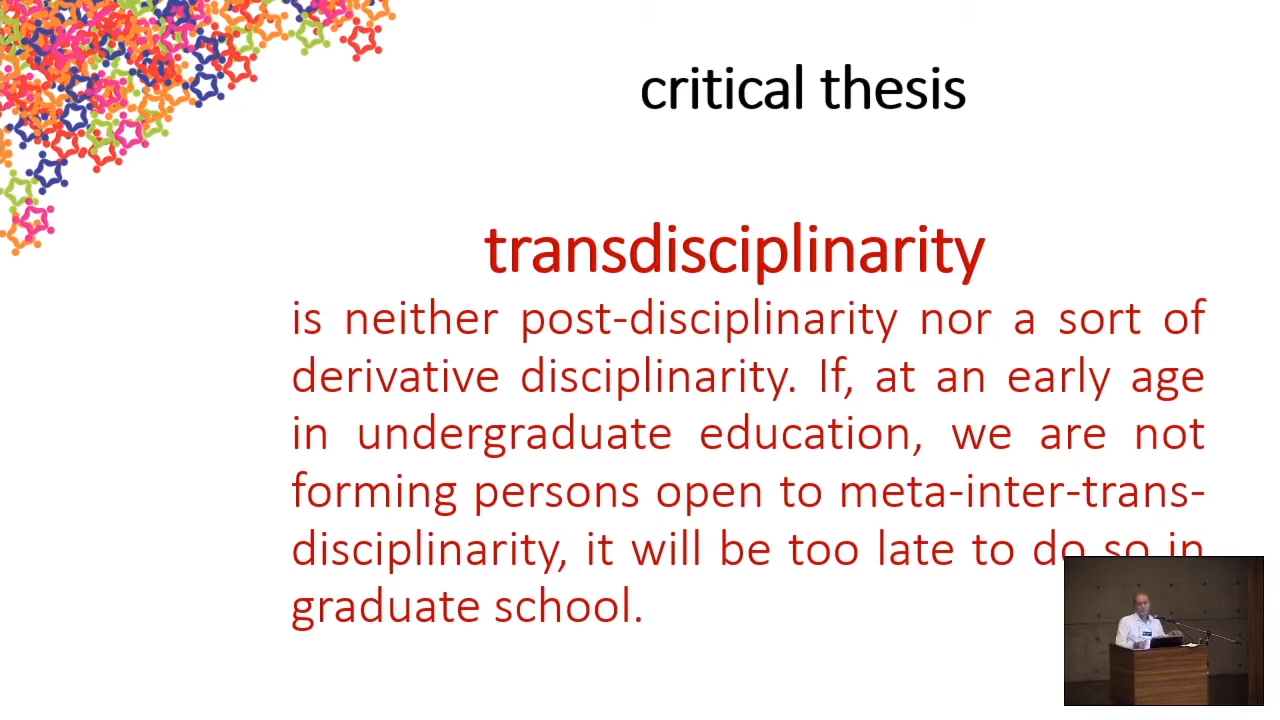 critical thesis
transdisciplinarity
is neither post-disciplinarity nor a sort of
derivative disciplinarity. If, at an early age
in undergraduate education, we are not
forming persons open to meta-inter-trans-
disciplinarity, it will be too late to do so in
graduate school.